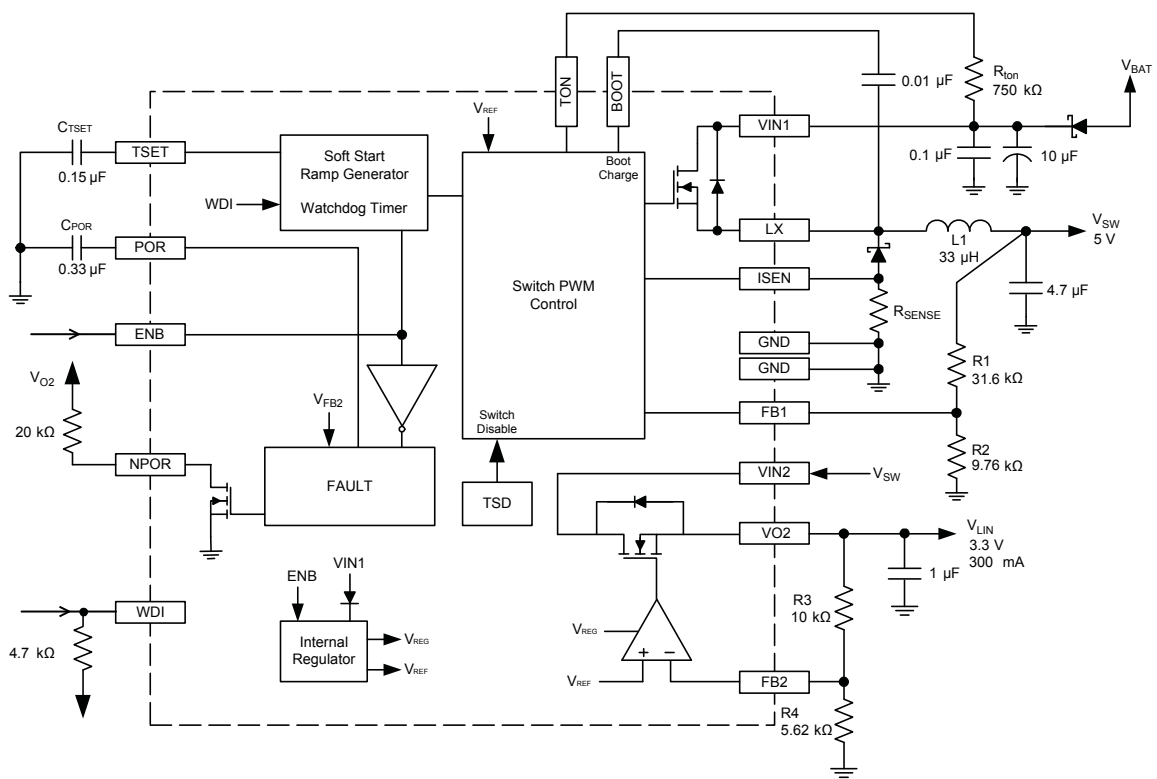 TON
BOOT
0.01 µF
Rton
750 kΩ
VBAT
VREF
VIN1
CTSET
TSET
0.15 µF
Soft Start
Ramp Generator
Watchdog Timer
WDI
Boot
Charge
0.1 µF
10 µF
CPOR
POR
0.33 µF
LX
L1
33 µH
VSW
5 V
ISEN
Switch PWM
Control
RSENSE
4.7 µF
ENB
GND
GND
R1
31.6 kΩ
VO2
20 kΩ
VFB2
Switch
Disable
FB1
NPOR
FAULT
TSD
VIN2
VSW
R2
9.76 kΩ
VO2
VLIN
3.3 V
300 mA
1 µF
ENB
VIN1
WDI
R3
10 kΩ
4.7 kΩ
Internal
Regulator
VREG
VREF
VREG
+ –
VREF
FB2
R4
5.62 kΩ